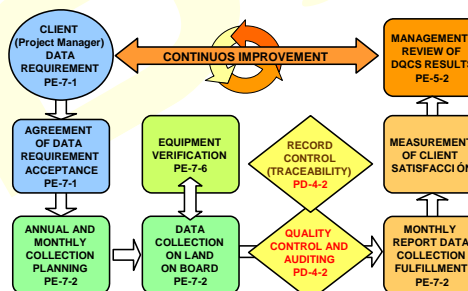 CLIENT
(Project Manager)
DATA
REQUIREMENT
PE-7-1
CONTINUOS IMPROVEMENT
MANAGEMENT
REVIEW OF
DQCS RESULTS
PE-5-2
AGREEMENT
OF DATA
REQUIREMENT
ACCEPTANCE
PE-7-1
EQUIPMENT
VERIFICATION
PE-7-6
RECORD
CONTROL
(TRACEABILITY)
PD-4-2
MEASUREMENT
OF CLIENT
SATISFACCIÓN
ANNUAL AND
MONTHLY
COLLECTION
PLANNING
PE-7-2
DATA
COLLECTION
ON LAND
ON BOARD
PE-7-2
QUALITY
CONTROL AND
AUDITING
PD-4-2
MONTHLY
REPORT DATA
COLLECTION
FULFILLMENT
PE-7-2